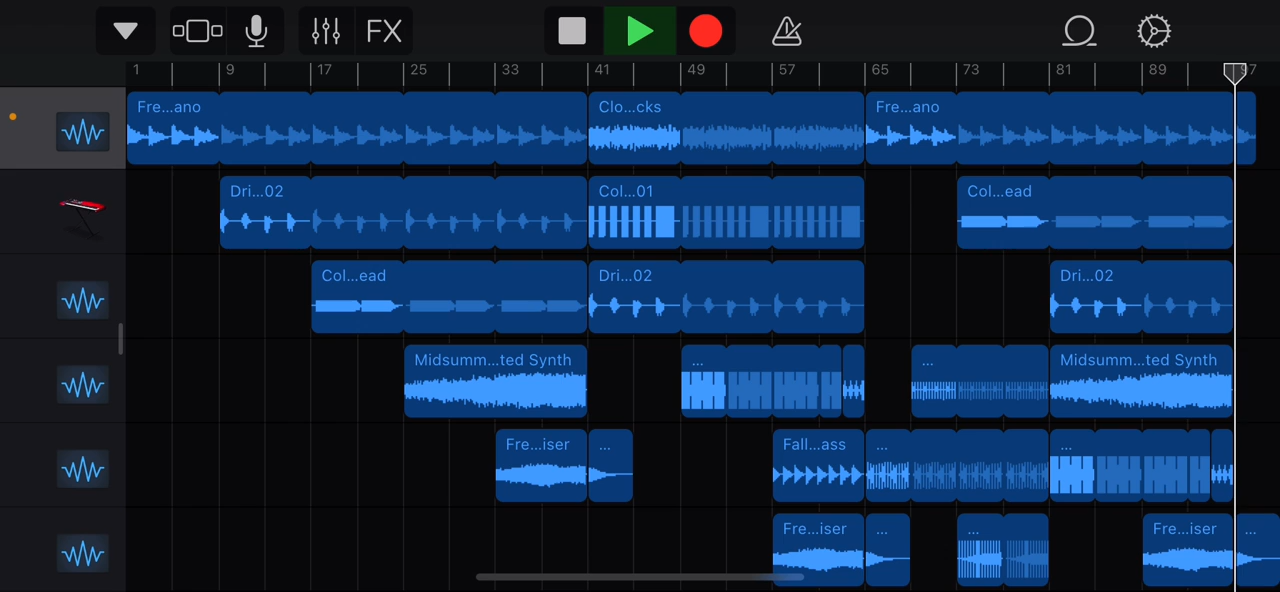 FX
1 9 17 25 33 41 49 57 65 73 81 89 97
Fre...ano Clo...cks Fre...ano
Dri...02 Col...01 Col...ead
Col...ead Dri...02 Dri...02
Midsumm...ted Synth ... ... Midsumm...ted Synth
Fre...iser ... Fall...ass ... ...
Fre...iser ... ... Fre...iser ...